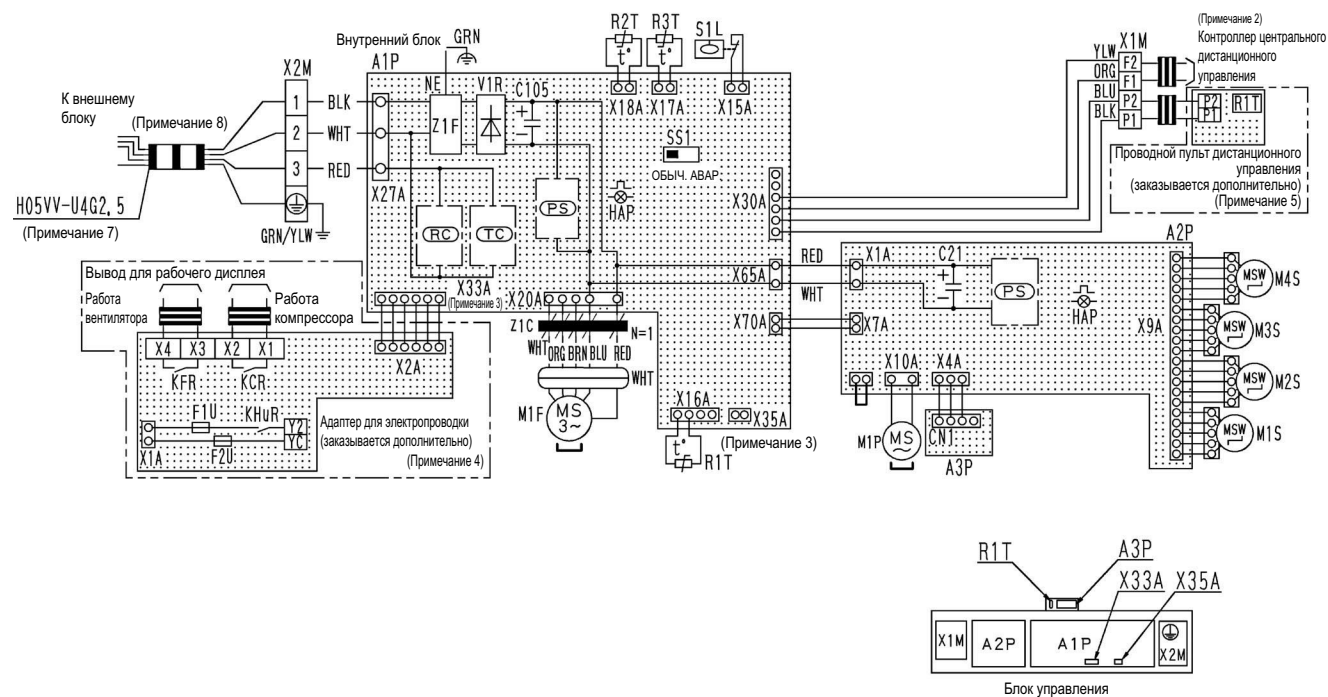 Внутренний блок
GRN
A1P
R2T
R3T
S1L
t°
t°
X18A
X17A
X15A
(Примечание 2)
Контроллер центрального
дистанционного
управления
X1M
YLW
F2
ORG
F1
BLU
P2
BLK
P1
P2
P1
R1T
Проводной пульт дистанционного
управления
(заказывается дополнительно)
(Примечание 5)
К внешнему
блоку
(Примечание 8)
X2M
1
BLK
2
WHT
3
RED
H05VV-U4G2,5
(Примечание 7)
GRN/YLW
X27A
NE
Z1F
V1R
C105
+
−
SS1
ОБЫЧ. АВАР.
HAP
PS
RC
TC
X30A
X33A
(Примечание 3)
X20A
X65A
X70A
Z1C
N=1
WHT
ORG
BRN
BLU
RED
WHT
M1F
MS
3~
X16A
X35A
(Примечание 3)
t°
R1T
Вывод для рабочего дисплея
Работа
вентилятора
Работа
компрессора
X4
X3
X2
X1
KFR
KCR
X2A
F1U
KHuR
Y2
YC
X1A
F2U
Адаптер для электропроводки
(заказывается дополнительно)
(Примечание 4)
A2P
RED
WHT
X1A
C21
+
−
PS
HAP
X7A
X9A
X10A
X4A
M1P
MS
~
CN1
A3P
MSW
M4S
MSW
M3S
MSW
M2S
MSW
M1S
R1T
A3P
X33A
X35A
X1M
A2P
A1P
X2M
Блок управления